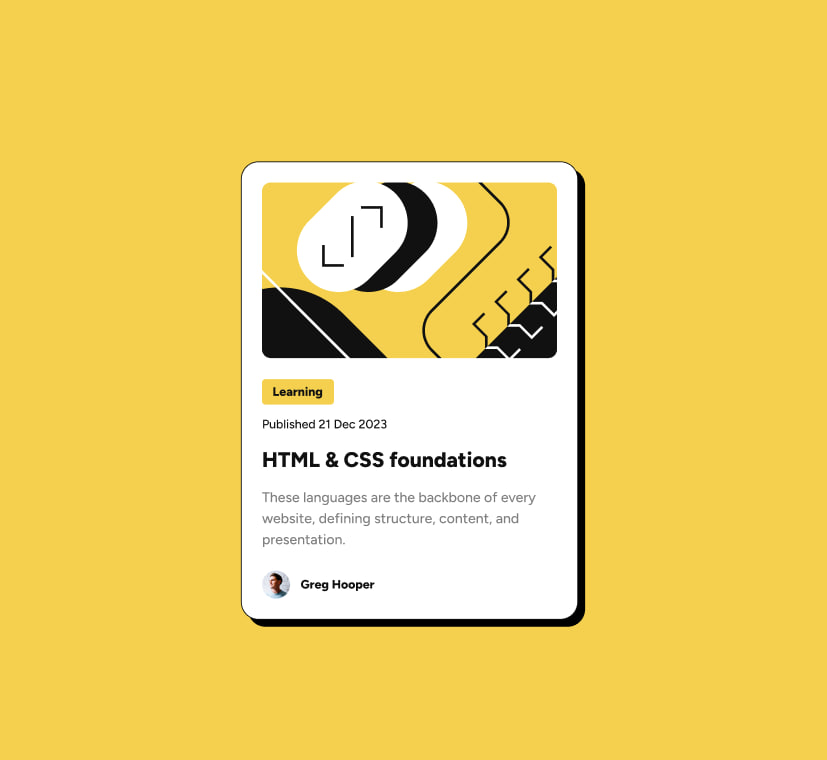 Learning
Published 21 Dec 2023
HTML & CSS foundations
These languages are the backbone of every
website, defining structure, content, and
presentation.
Greg Hooper